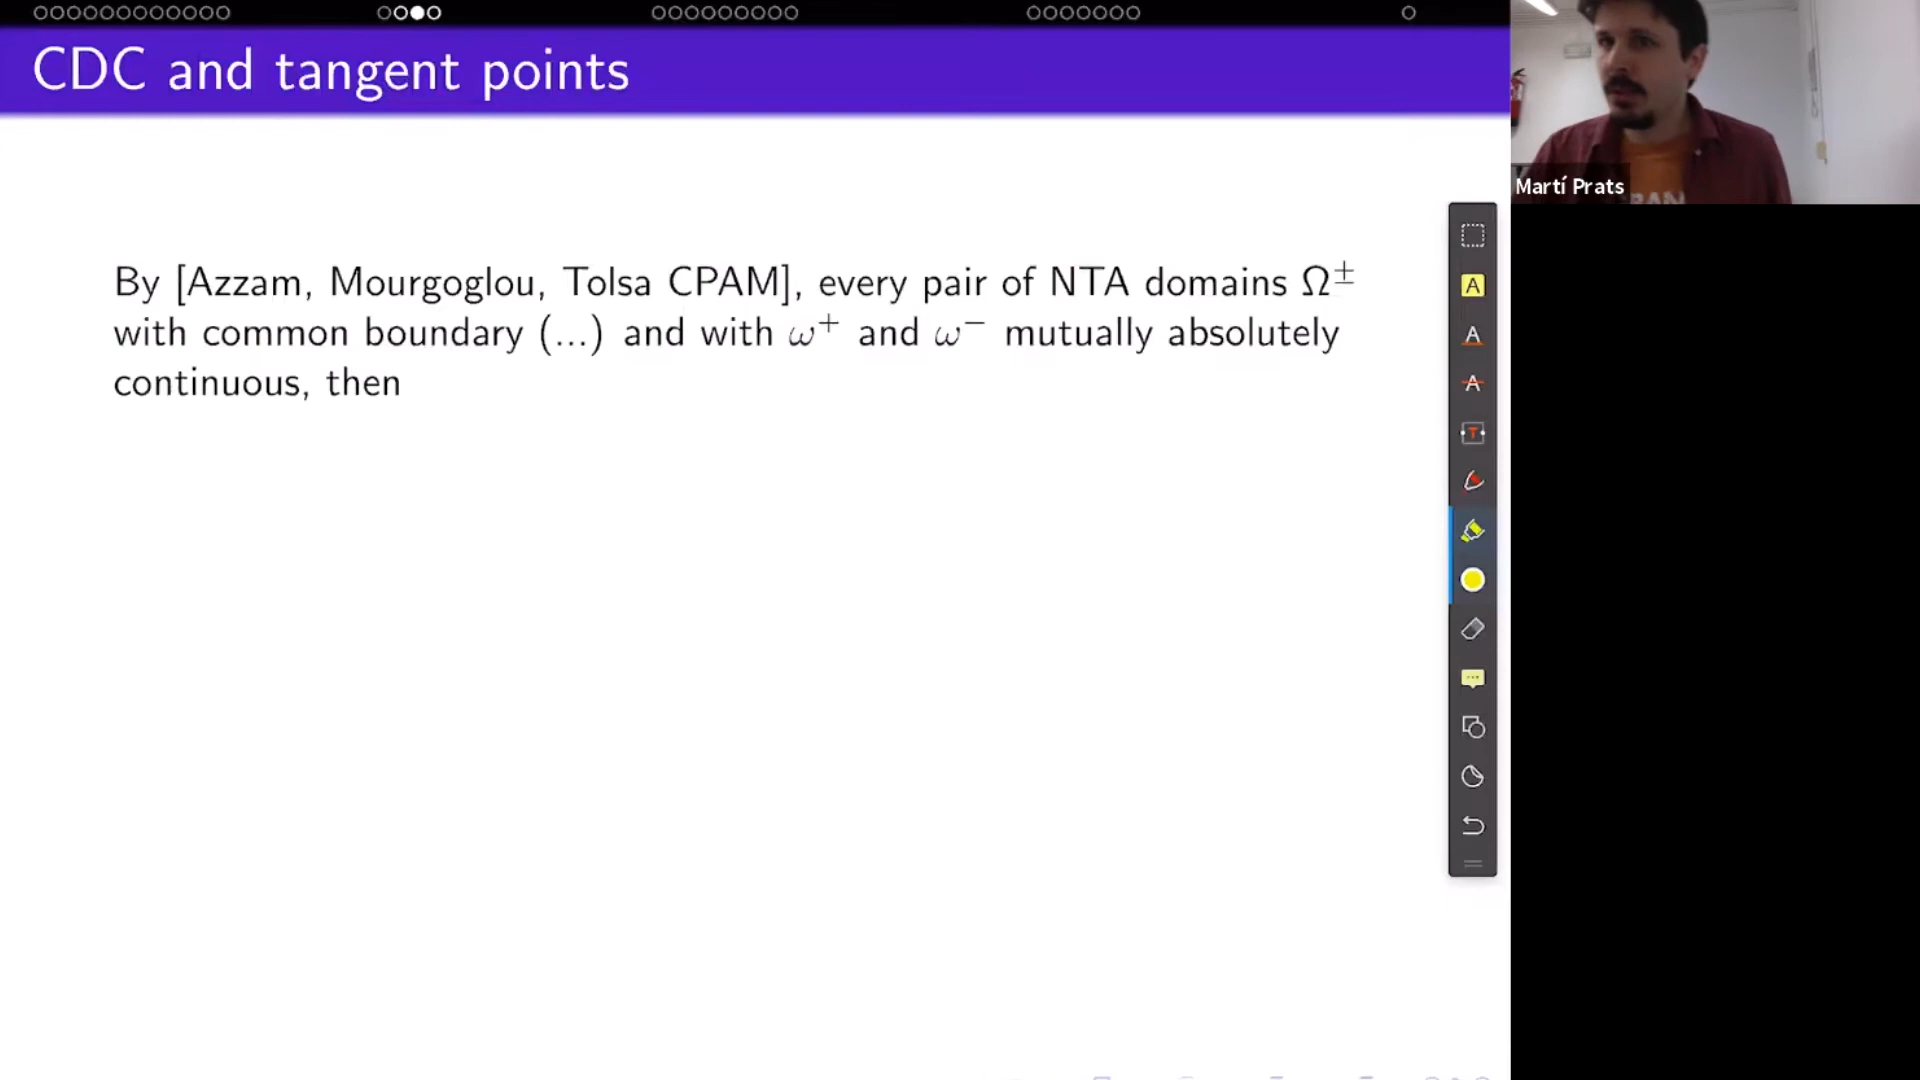 CDC and tangent points
By [Azzam, Mourgoglou, Tolsa CPAM], every pair of NTA domains Ω±
with common boundary (...) and with ω⁺ and ω⁻ mutually absolutely
continuous, then
Martí Prats
A
A
A
T